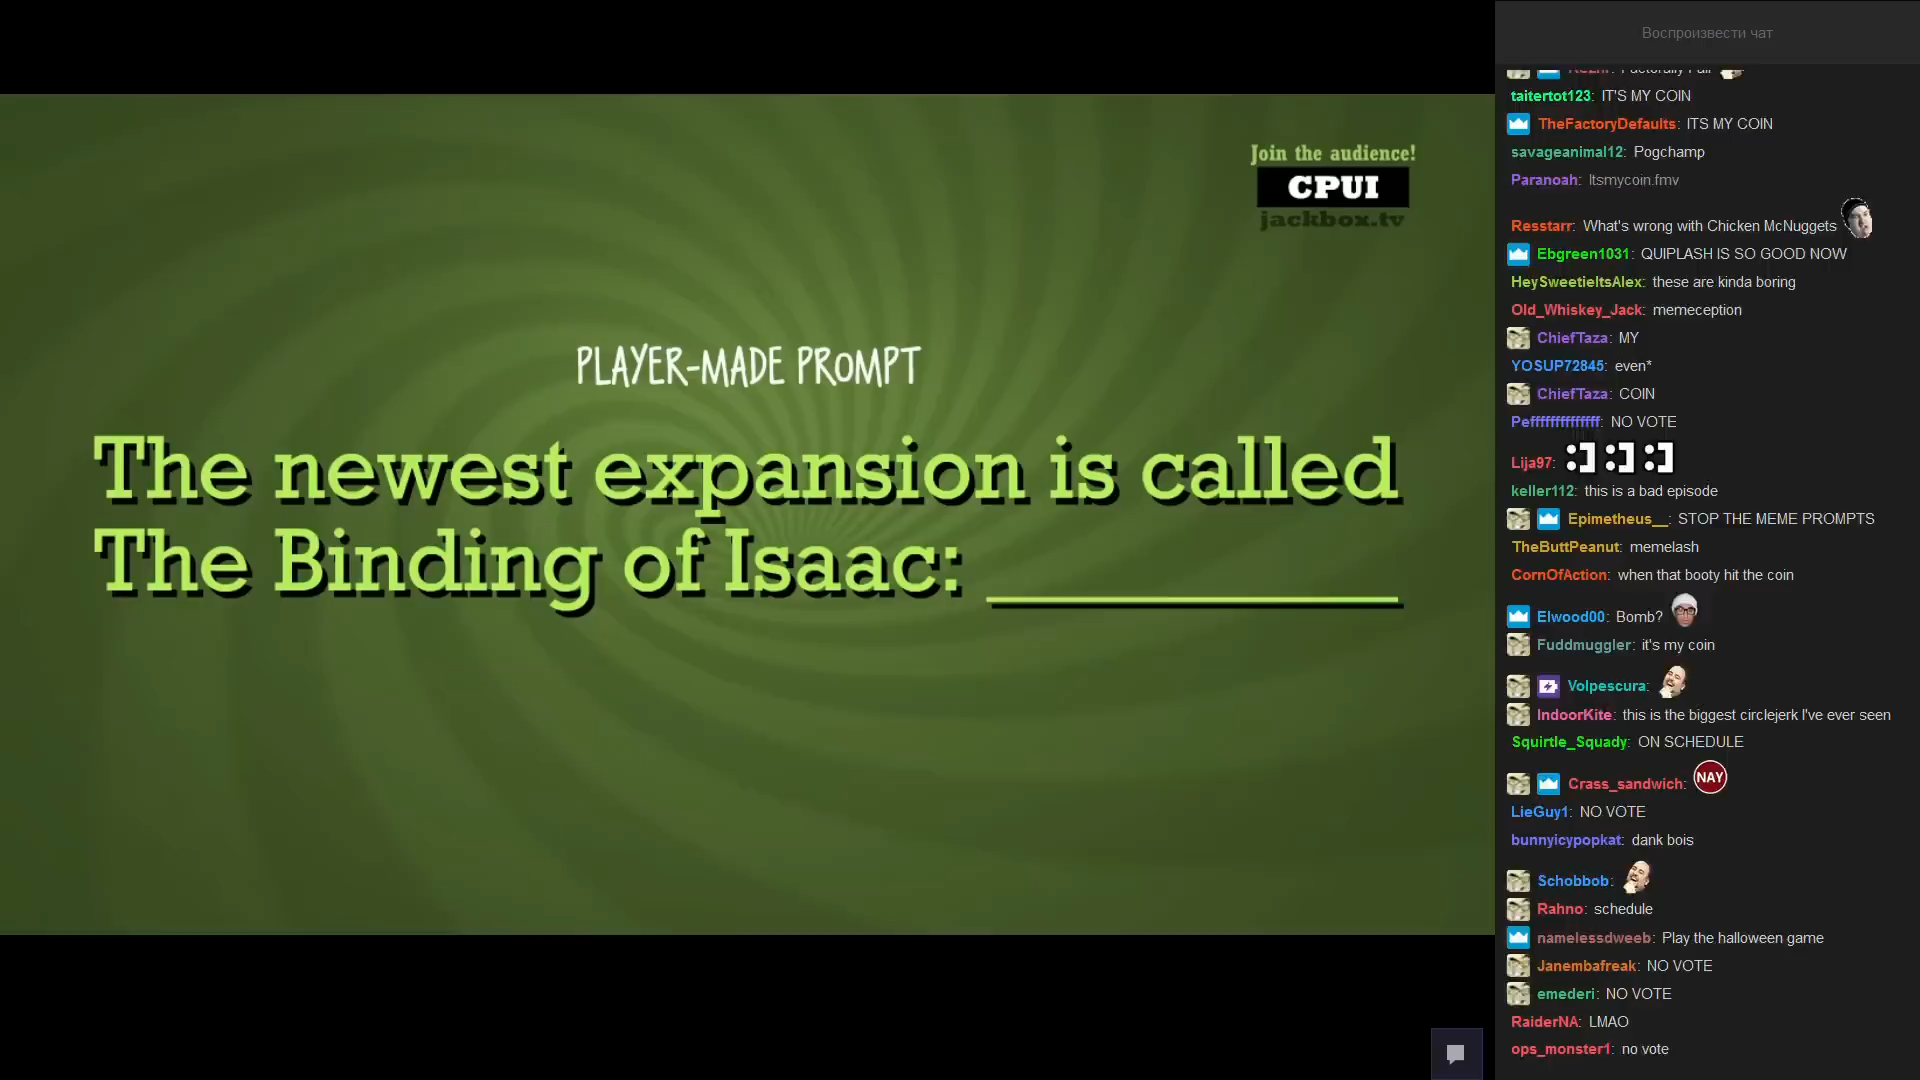 Join the audience!
CPUI
jackbox.tv
PLAYER-MADE PROMPT
The newest expansion is called
The Binding of Isaac: ____________
Воспроизвести чат
taitertot123: IT'S MY COIN
TheFactoryDefaults: ITS MY COIN
savageanimal12: Pogchamp
Paranoah: Itsmycoin.fmv
Resstarr: What's wrong with Chicken McNuggets
Ebgreen1031: QUIPLASH IS SO GOOD NOW
HeySweetieItsAlex: these are kinda boring
Old_Whiskey_Jack: memeception
ChiefTaza: MY
YOSUP72845: even*
ChiefTaza: COIN
Peffffffffffffff: NO VOTE
Lija97: :] :] :]
keller112: this is a bad episode
Epimetheus__: STOP THE MEME PROMPTS
TheButtPeanut: memelash
CornOfAction: when that booty hit the coin
Elwood00: Bomb?
Fuddmuggler: it's my coin
Volpescura:
IndoorKite: this is the biggest circlejerk I've ever seen
Squirtle_Squady: ON SCHEDULE
Crass_sandwich: NAY
LieGuy1: NO VOTE
bunnyicypopkat: dank bois
Schobbob:
Rahno: schedule
namelessdweeb: Play the halloween game
Janembafreak: NO VOTE
emederi: NO VOTE
RaiderNA: LMAO
ops_monster1: no vote